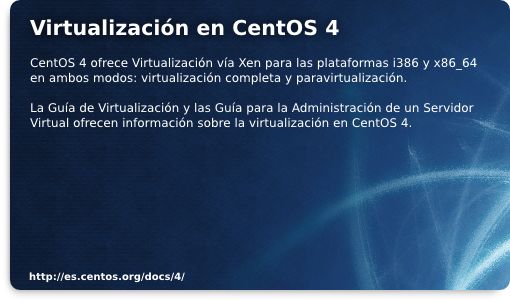 Virtualización en CentOS 4
CentOS 4 ofrece Virtualización vía Xen para las plataformas i386 y x86_64
en ambos modos: virtualización completa y paravirtualización.
La Guía de Virtualización y las Guía para la Administración de un Servidor
Virtual ofrecen información sobre la virtualización en CentOS 4.
http://es.centos.org/docs/4/